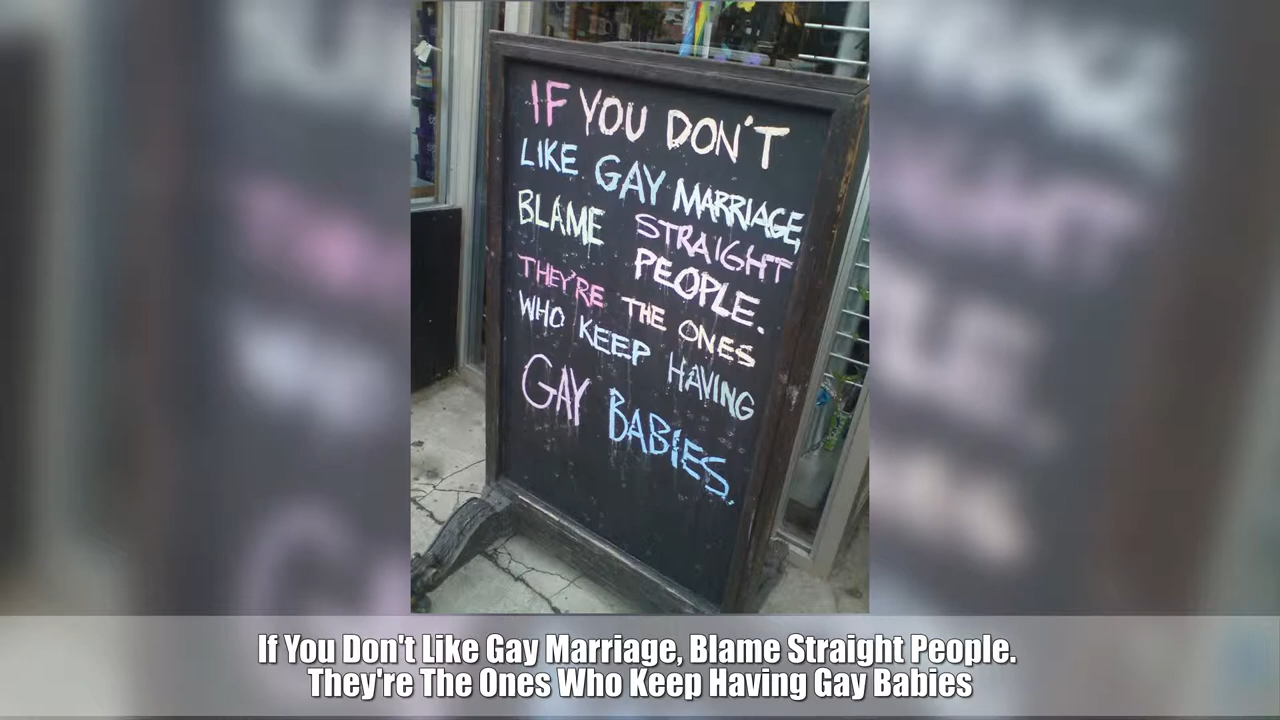 IF YOU DON'T
LIKE GAY MARRIAGE,
BLAME STRAIGHT
PEOPLE.
THEY'RE THE ONES
WHO KEEP HAVING
GAY BABIES.
If You Don't Like Gay Marriage, Blame Straight People.
They're The Ones Who Keep Having Gay Babies